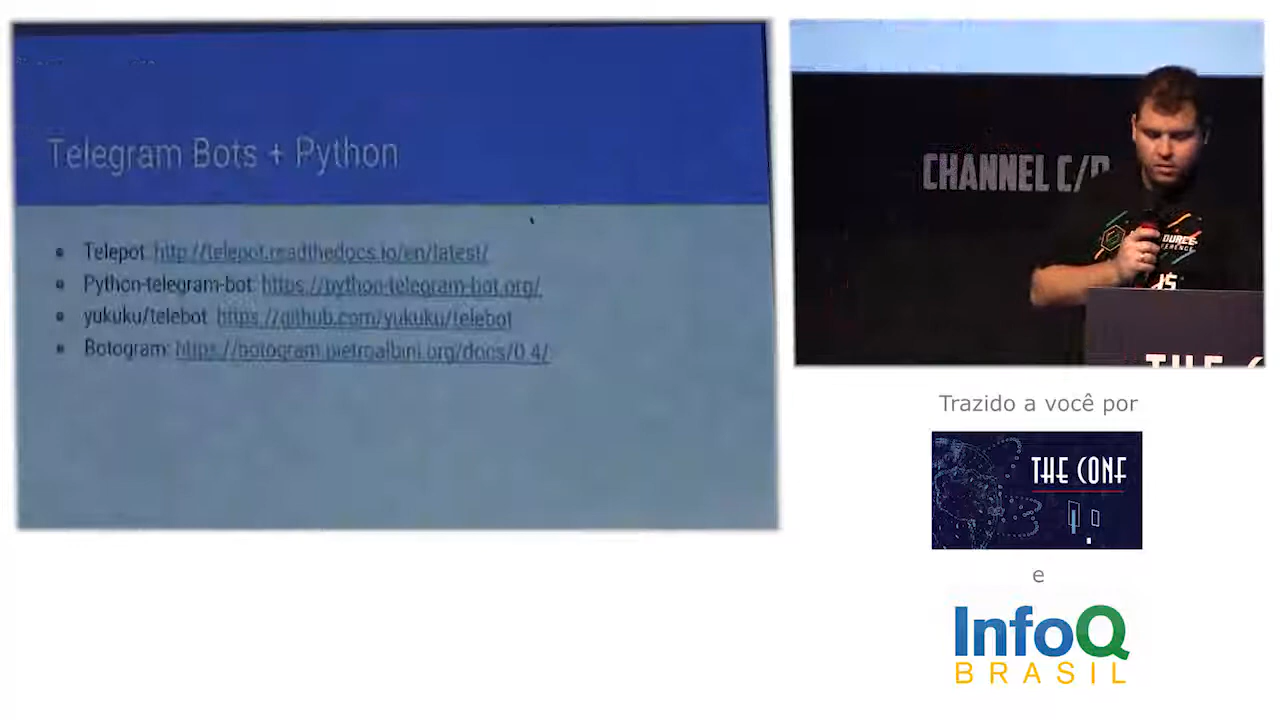 Telegram Bots + Python
Telepot: http://telepot.readthedocs.io/en/latest/
Python-telegram-bot: https://python-telegram-bot.org/
yukuku/telebot: https://github.com/yukuku/telebot
Botogram: https://botogram.pietroalbini.org/docs/0.4/
CHANNEL C/D
JS
THE C
Trazido a você por
THE CONF
e
InfoQ
BRASIL